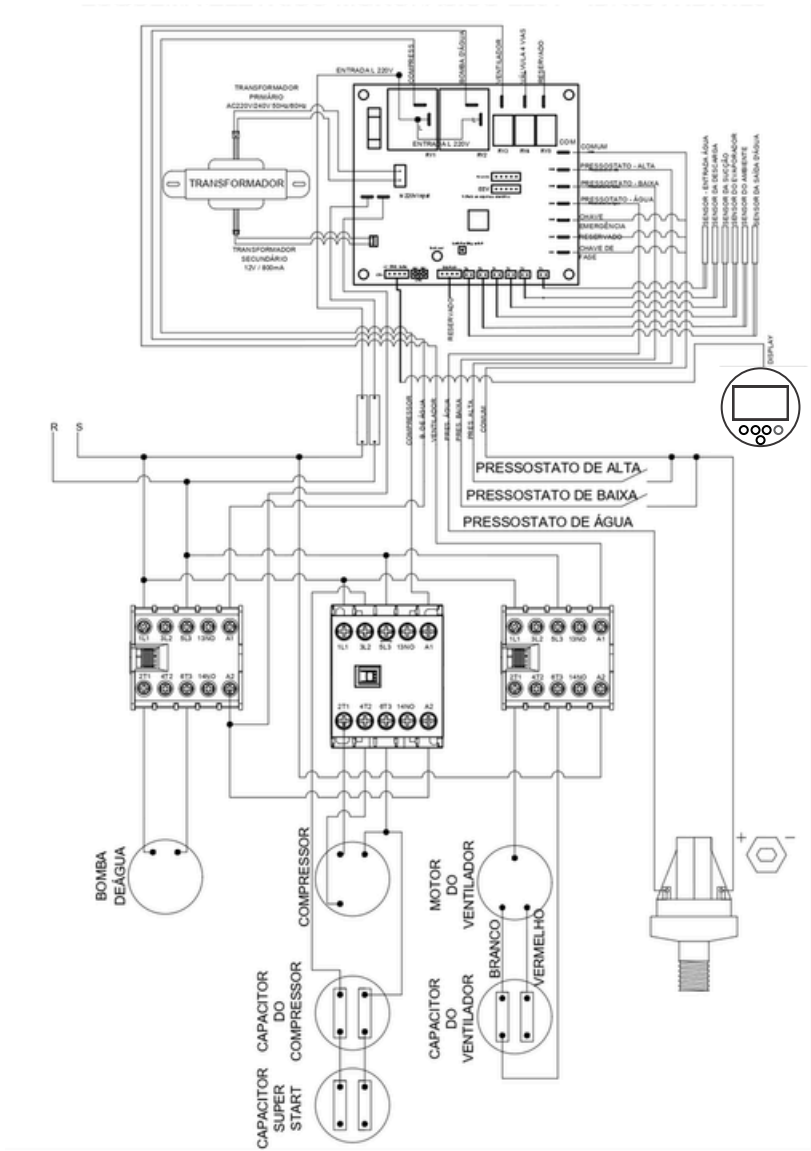 COMPRESS
BOMBA D'ÁGUA
VENTILADOR
VÁLVULA 4 VIAS
RESERVADO
ENTRADA L 220V
TRANSFORMADOR
PRIMÁRIO
AC220V/240V 50Hz/60Hz
L
L
ENTRADA L 220V
RY1
RY2
RY3
RY4
RY5
COM
COMUM
PRESSOSTATO - ALTA
PRESSOSTATO - BAIXA
PRESSOSTATO - ÁGUA
CHAVE
EMERGÊNCIA
RESERVADO
CHAVE DE
FASE
TRANSFORMADOR
TRANSFORMADOR
SECUNDÁRIO
12V / 800mA
SENSOR - ENTRADA ÁGUA
SENSOR DA DESCARGA
SENSOR DA SUCÇÃO
SENSOR DO EVAPORADOR
SENSOR DO AMBIENTE
SENSOR DA SAÍDA D'ÁGUA
RESERVADO
DISPLAY
COMPRESSOR
B. DE ÁGUA
VENTILADOR
PRES. ÁGUA
PRES. BAIXA
PRES. ALTA
COMUM
R
S
PRESSOSTATO DE ALTA
PRESSOSTATO DE BAIXA
PRESSOSTATO DE ÁGUA
1L1 3L2 5L3 13NO A1
2T1 4T2 6T3 14NO A2
1L1 3L2 5L3 13NO A1
2T1 4T2 6T3 14NO A2
1L1 3L2 5L3 13NO A1
2T1 4T2 6T3 14NO A2
BOMBA
DEÁGUA
COMPRESSOR
MOTOR
DO
VENTILADOR
BRANCO
VERMELHO
+
−
CAPACITOR
DO
COMPRESSOR
CAPACITOR
DO
VENTILADOR
CAPACITOR
SUPER
START